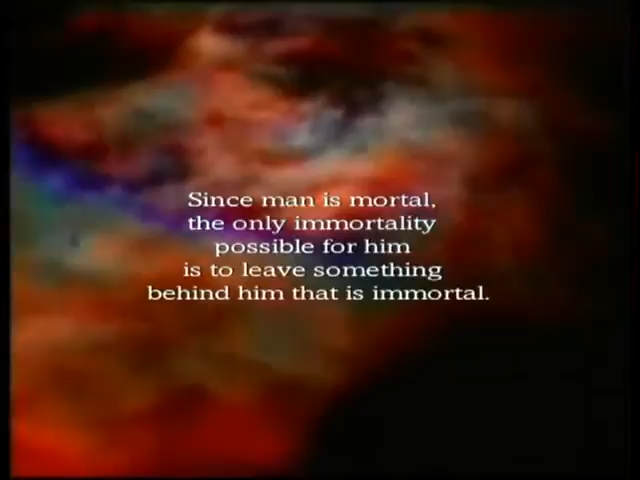 Since man is mortal,
the only immortality
possible for him
is to leave something
behind him that is immortal.